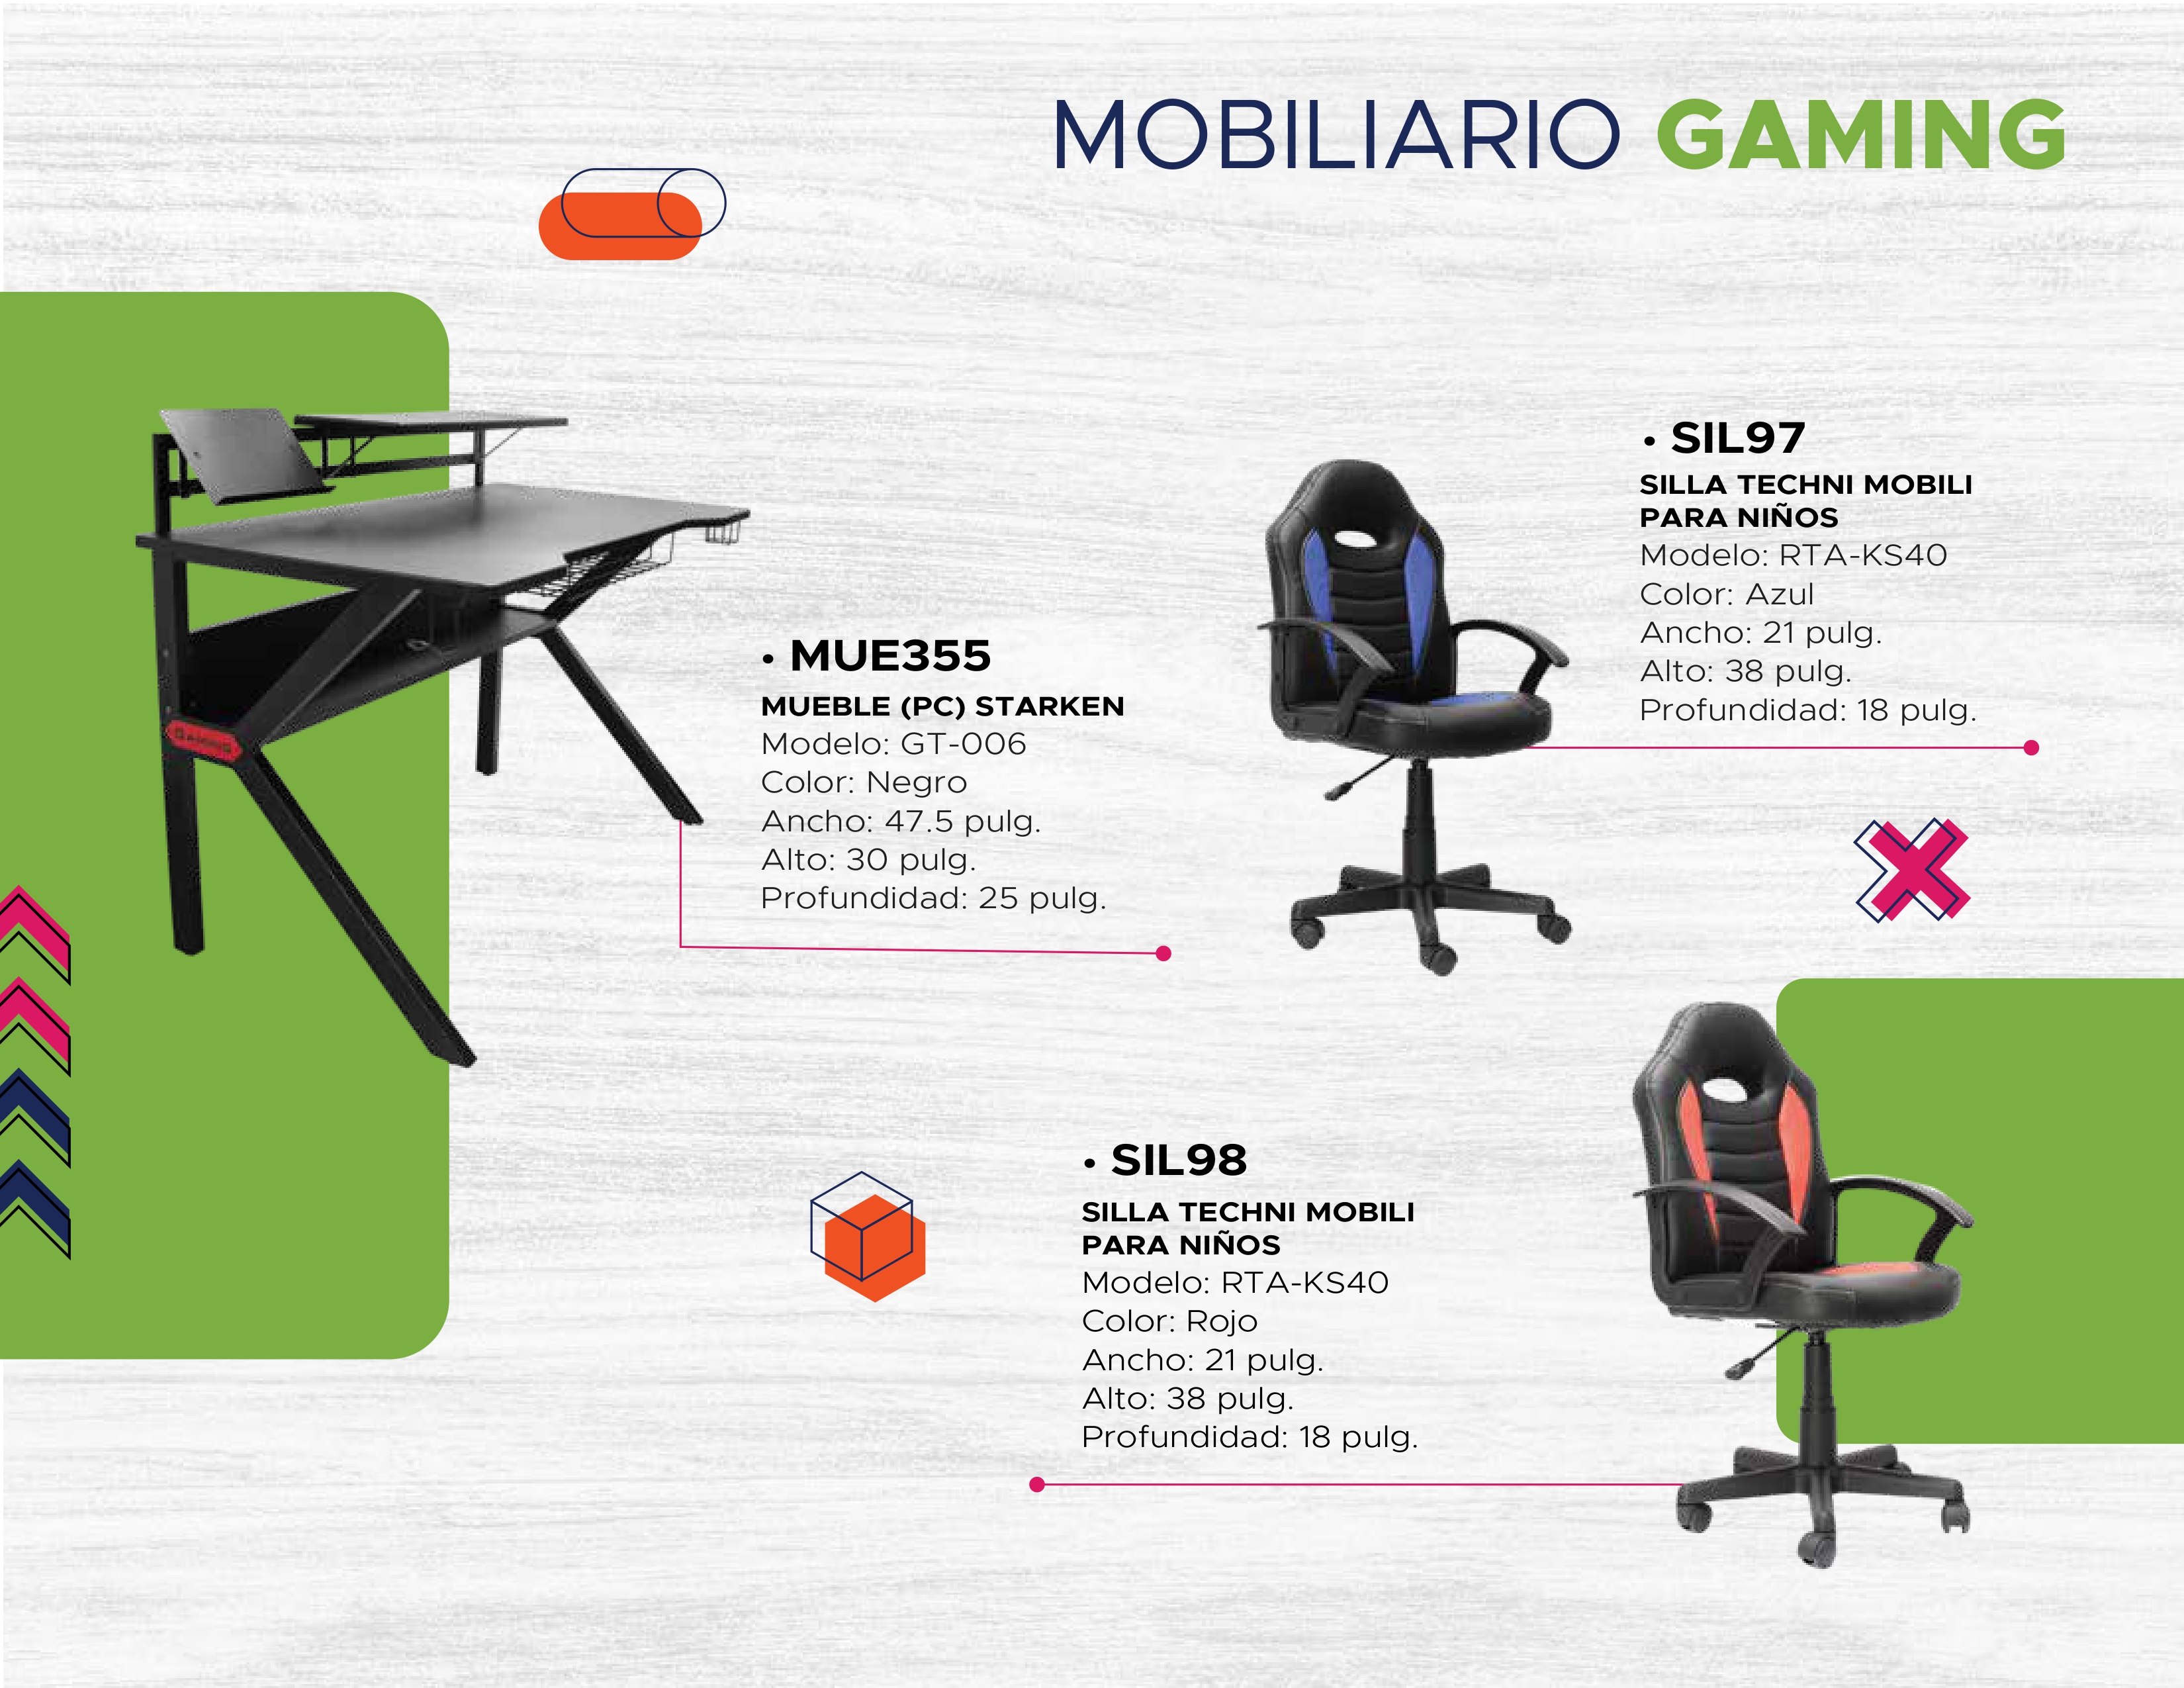 MOBILIARIO GAMING
• SIL97
SILLA TECHNI MOBILI
PARA NIÑOS
Modelo: RTA-KS40
Color: Azul
Ancho: 21 pulg.
Alto: 38 pulg.
Profundidad: 18 pulg.
• MUE355
MUEBLE (PC) STARKEN
Modelo: GT-006
Color: Negro
Ancho: 47.5 pulg.
Alto: 30 pulg.
Profundidad: 25 pulg.
GAMING
• SIL98
SILLA TECHNI MOBILI
PARA NIÑOS
Modelo: RTA-KS40
Color: Rojo
Ancho: 21 pulg.
Alto: 38 pulg.
Profundidad: 18 pulg.